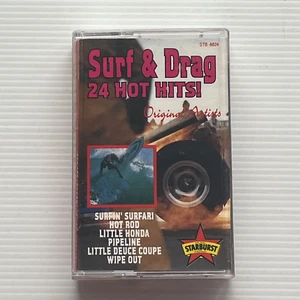 STB 0024
Surf & Drag
24 HOT HITS!
Original Artists
SURFIN' SURFARI
HOT ROD
LITTLE HONDA
PIPELINE
LITTLE DEUCE COUPE
WIPE OUT
STARBURST